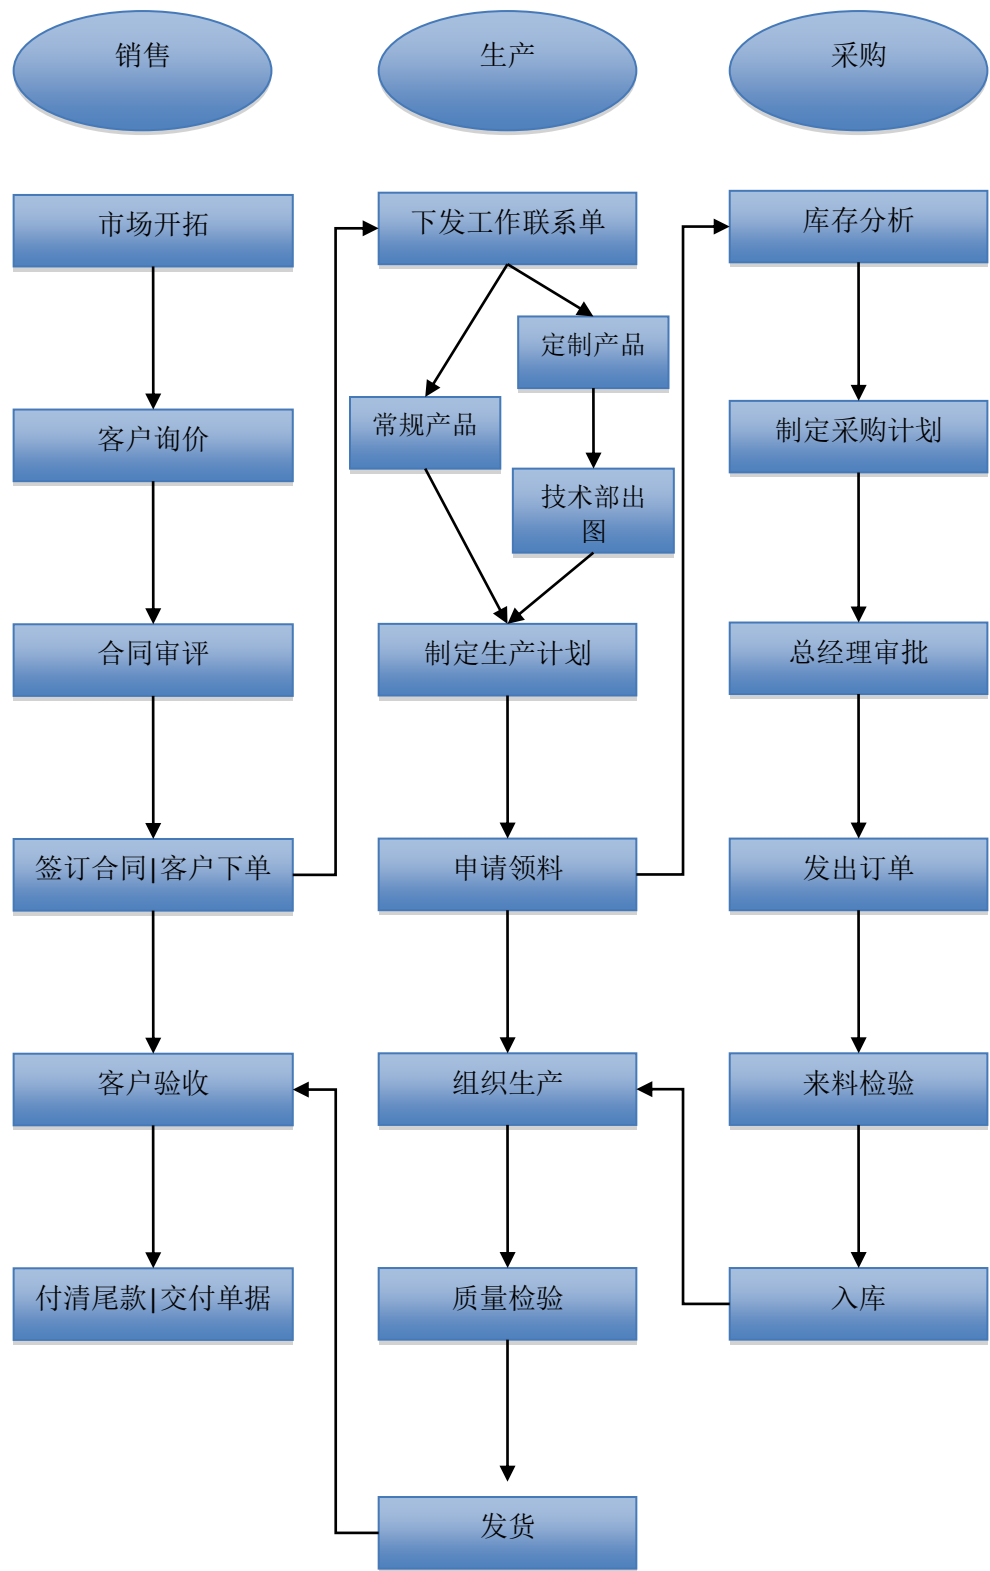 销售
生产
采购
市场开拓
客户询价
合同审评
签订合同|客户下单
客户验收
付清尾款|交付单据
下发工作联系单
定制产品
常规产品
技术部出
图
制定生产计划
申请领料
组织生产
质量检验
发货
库存分析
制定采购计划
总经理审批
发出订单
来料检验
入库